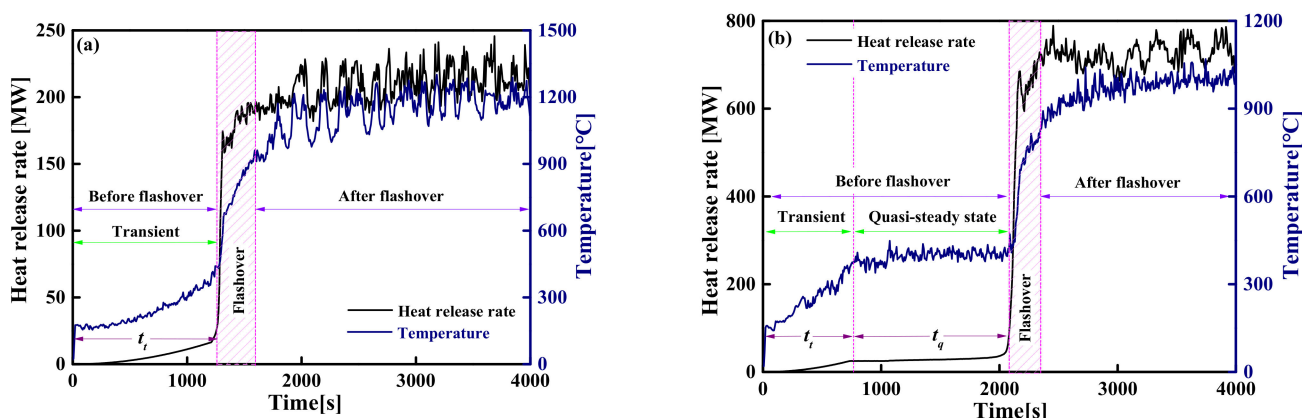 (a)
Heat release rate [MW]
250
200
150
100
50
0
1500
1200
900
600
300
0
Temperature[°C]
Before flashover
After flashover
Transient
Flashover
Heat release rate
Temperature
t_t
0
1000
2000
3000
4000
Time[s]
(b)
Heat release rate
Temperature
Heat release rate [MW]
800
600
400
200
0
1200
900
600
300
0
Temperature[°C]
Before flashover
After flashover
Transient
Quasi-steady state
Flashover
t_t
t_q
0
1000
2000
3000
4000
Time[s]